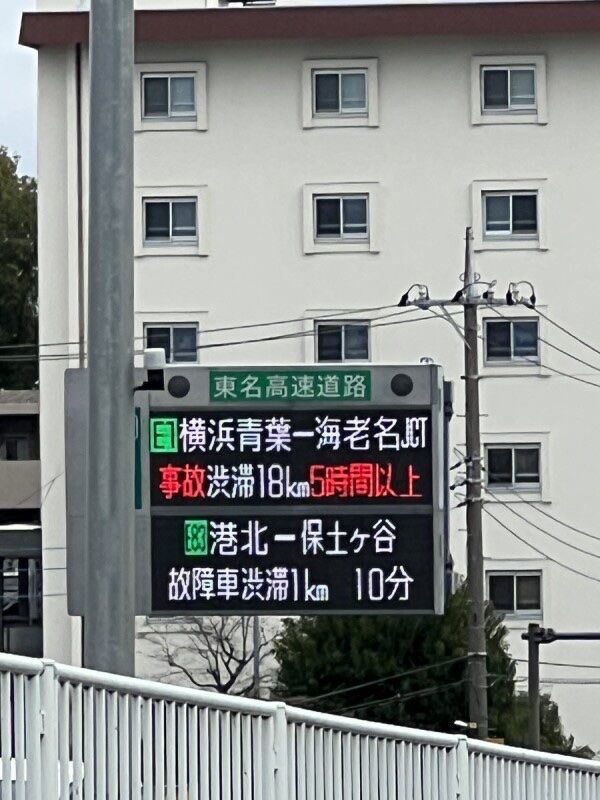 東名高速道路
E1 横浜青葉ー海老名JCT
事故渋滞18km5時間以上
E83 港北ー保土ヶ谷
故障車渋滞1km 10分